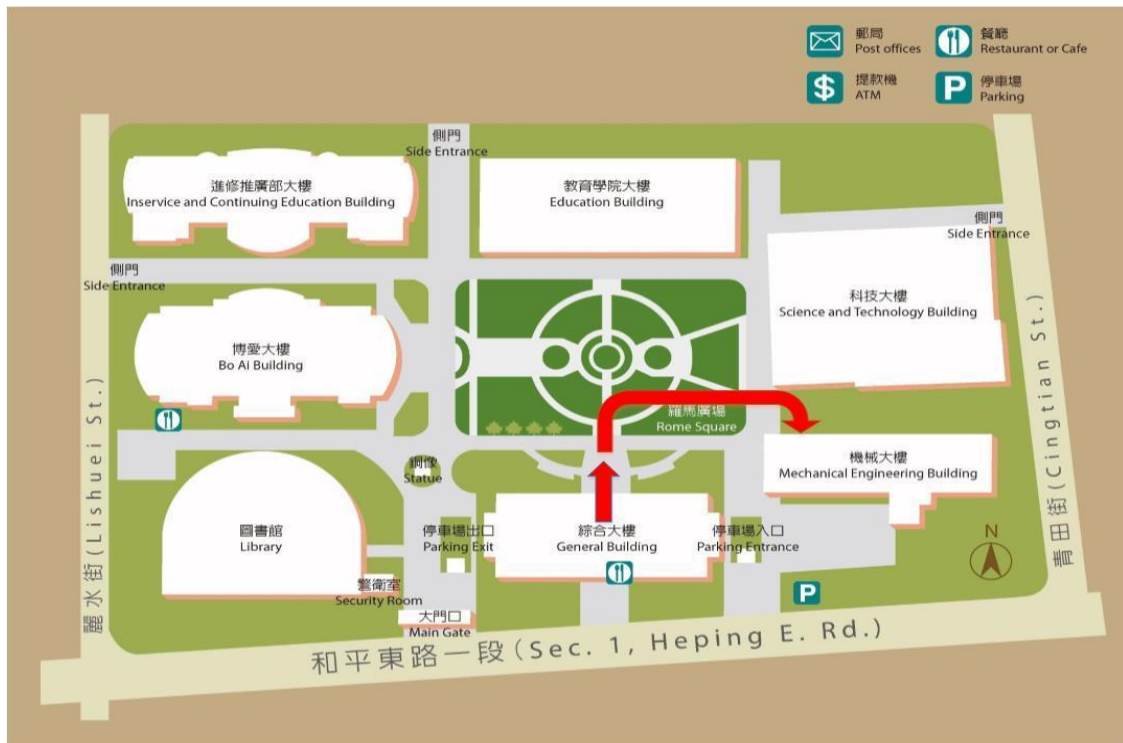 郵局
Post offices
餐廳
Restaurant or Cafe
提款機
ATM
停車場
Parking
側門
Side Entrance
進修推廣部大樓
Inservice and Continuing Education Building
教育學院大樓
Education Building
側門
Side Entrance
側門
Side Entrance
科技大樓
Science and Technology Building
博愛大樓
Bo Ai Building
羅馬廣場
Rome Square
機械大樓
Mechanical Engineering Building
銅像
Statue
圖書館
Library
停車場出口
Parking Exit
綜合大樓
General Building
停車場入口
Parking Entrance
N
警衛室
Security Room
P
大門口
Main Gate
麗水街(Lishuei St.)
青田街(Cingtian St.)
和平東路一段(Sec. 1, Heping E. Rd.)